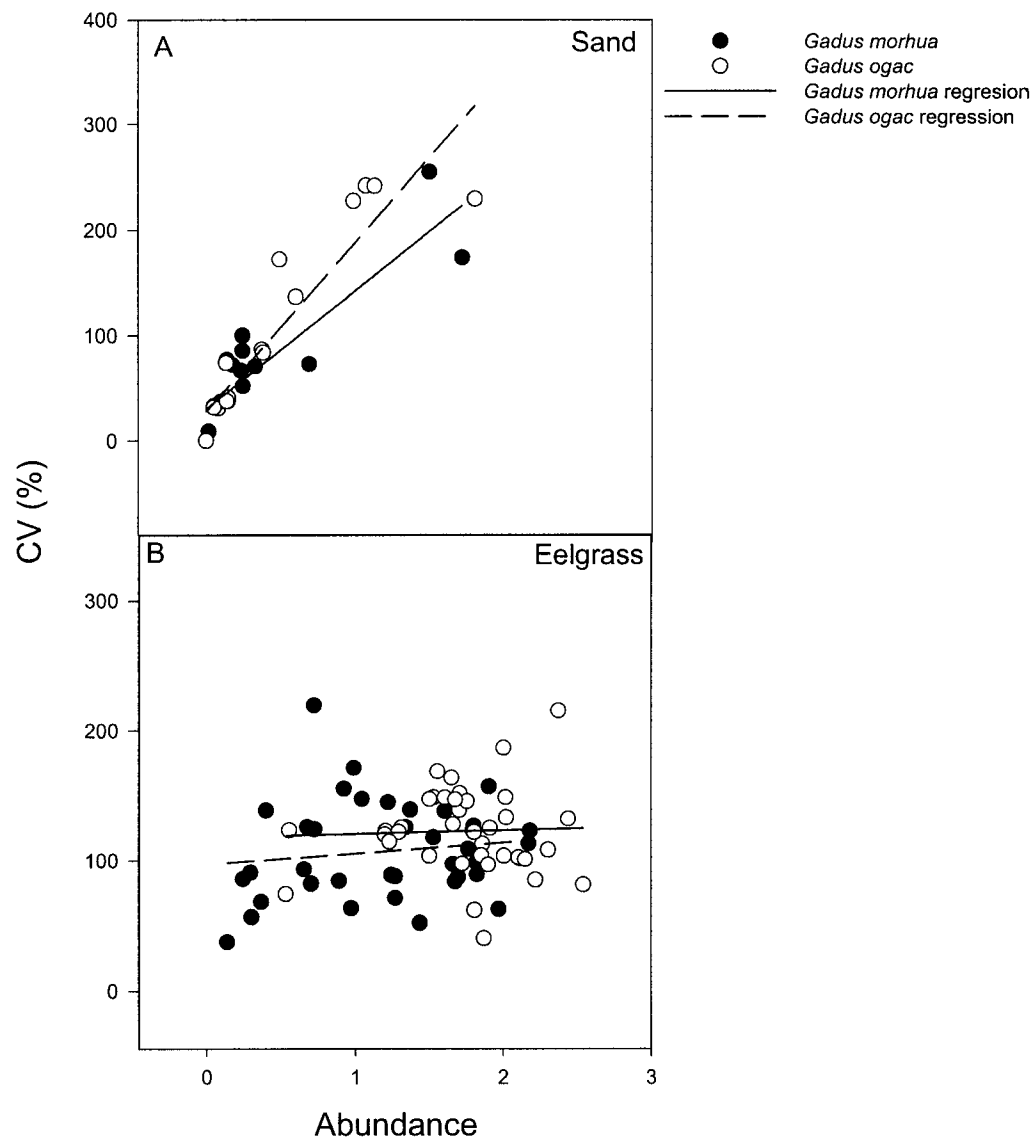 400
A
Sand
Gadus morhua
Gadus ogac
Gadus morhua regresion
Gadus ogac regression
300
200
100
0
CV (%)
B
Eelgrass
300
200
100
0
0
1
2
3
Abundance